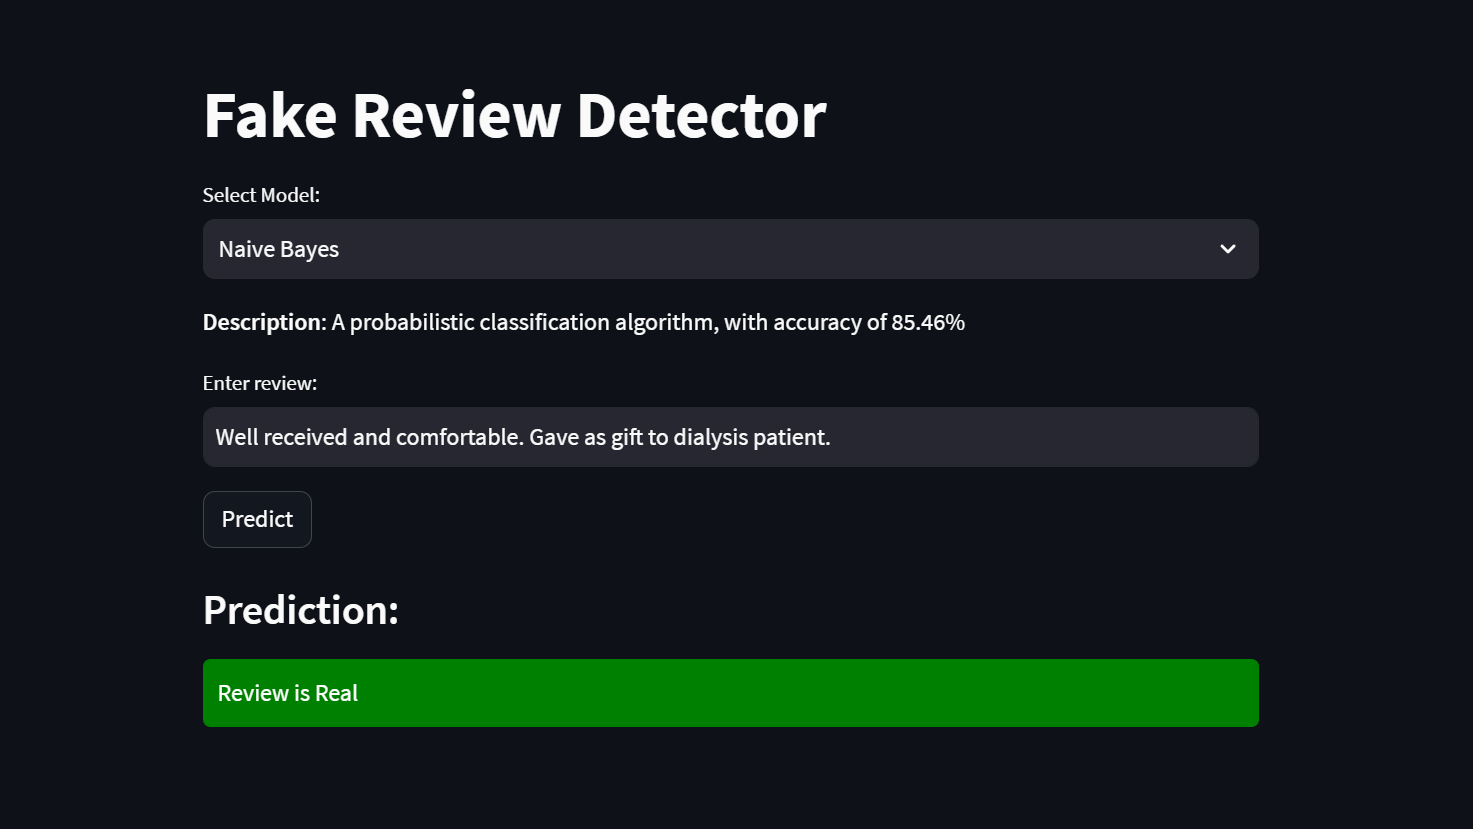 Fake Review Detector
Select Model:
Naive Bayes
Description: A probabilistic classification algorithm, with accuracy of 85.46%
Enter review:
Well received and comfortable. Gave as gift to dialysis patient.
Predict
Prediction:
Review is Real